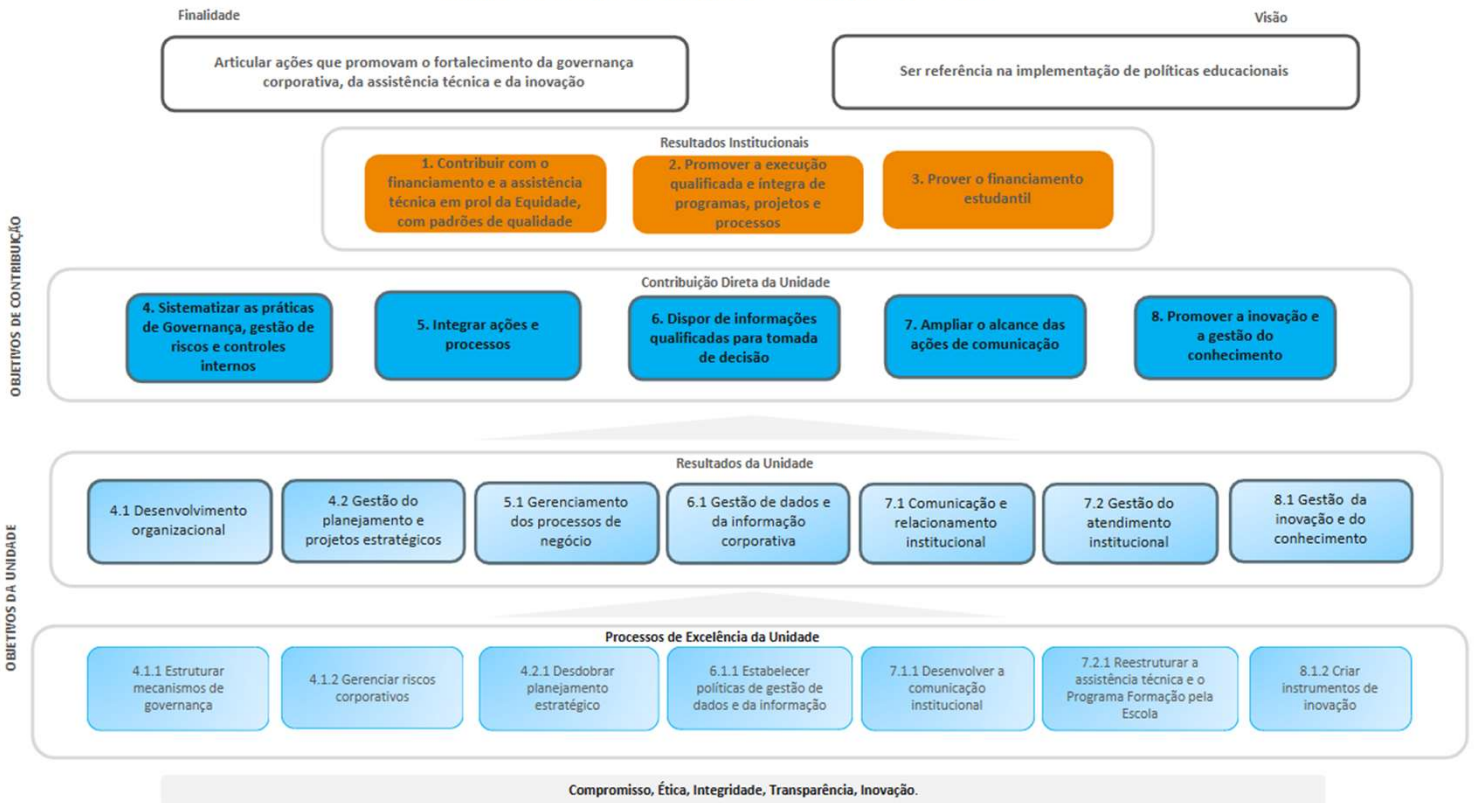 Finalidade
Visão
Articular ações que promovam o fortalecimento da governança
corporativa, da assistência técnica e da inovação
Ser referência na implementação de políticas educacionais
OBJETIVOS DE CONTRIBUIÇÃO
Resultados Institucionais
1. Contribuir com o
financiamento e a assistência
técnica em prol da Equidade,
com padrões de qualidade
2. Promover a execução
qualificada e íntegra de
programas, projetos e
processos
3. Prover o financiamento
estudantil
Contribuição Direta da Unidade
4. Sistematizar as práticas
de Governança, gestão de
riscos e controles
internos
5. Integrar ações e
processos
6. Dispor de informações
qualificadas para tomada
de decisão
7. Ampliar o alcance das
ações de comunicação
8. Promover a inovação e
a gestão do
conhecimento
OBJETIVOS DA UNIDADE
Resultados da Unidade
4.1 Desenvolvimento
organizacional
4.2 Gestão do
planejamento e
projetos estratégicos
5.1 Gerenciamento
dos processos de
negócio
6.1 Gestão de dados e
da informação
corporativa
7.1 Comunicação e
relacionamento
institucional
7.2 Gestão do
atendimento
institucional
8.1 Gestão da
inovação e do
conhecimento
Processos de Excelência da Unidade
4.1.1 Estruturar
mecanismos de
governança
4.1.2 Gerenciar riscos
corporativos
4.2.1 Desdobrar
planejamento
estratégico
6.1.1 Estabelecer
políticas de gestão de
dados e da informação
7.1.1 Desenvolver a
comunicação
institucional
7.2.1 Reestruturar a
assistência técnica e o
Programa Formação pela
Escola
8.1.2 Criar
instrumentos de
inovação
Compromisso, Ética, Integridade, Transparência, Inovação.